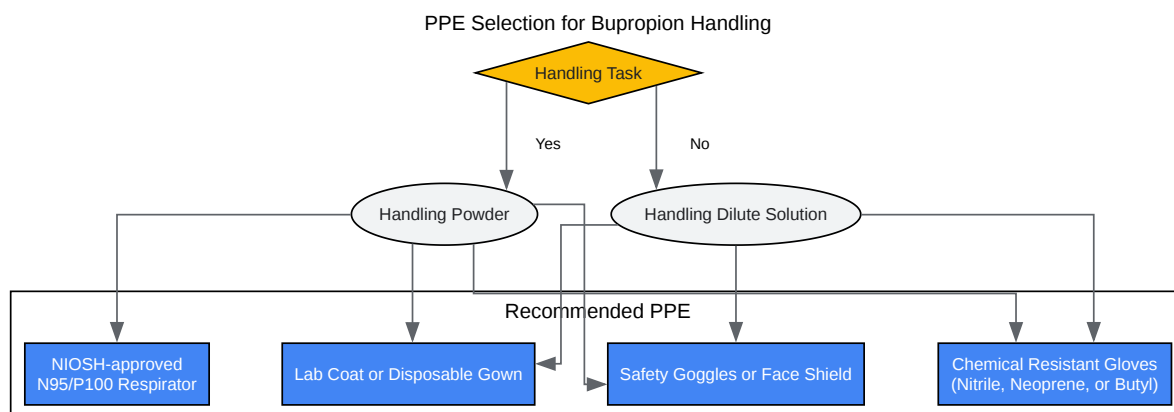 PPE Selection for Bupropion Handling
Handling Task
Yes
No
Handling Powder
Handling Dilute Solution
Recommended PPE
NIOSH-approved
N95/P100 Respirator
Lab Coat or Disposable Gown
Safety Goggles or Face Shield
Chemical Resistant Gloves
(Nitrile, Neoprene, or Butyl)